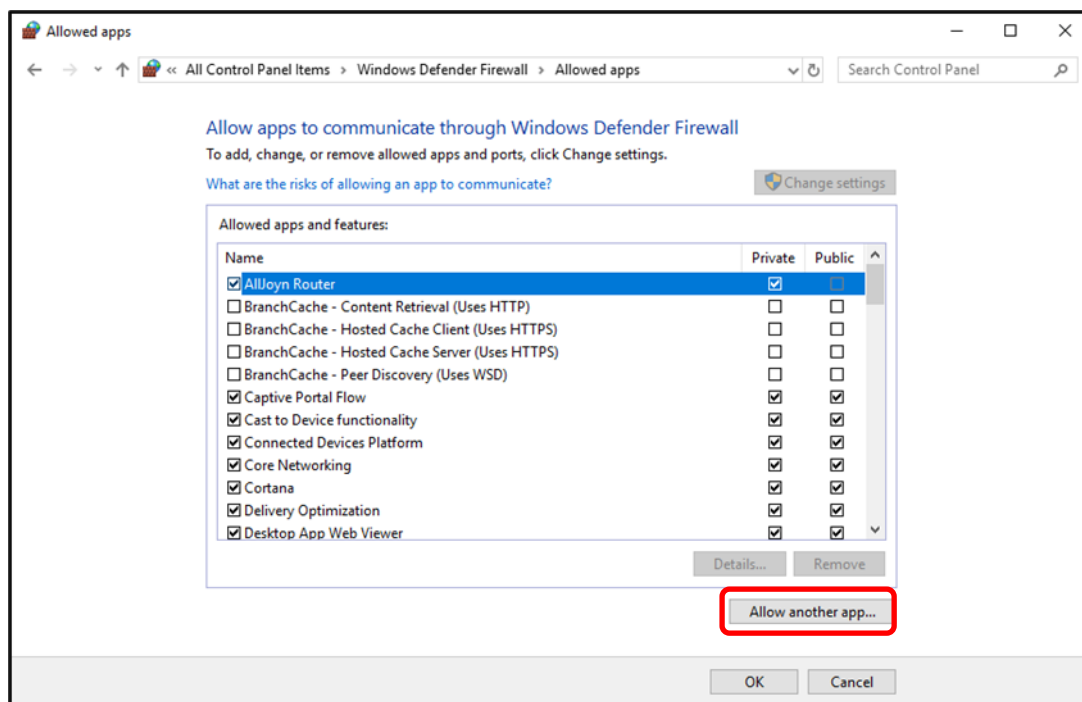 Allowed apps
« All Control Panel Items > Windows Defender Firewall > Allowed apps
Search Control Panel
Allow apps to communicate through Windows Defender Firewall
To add, change, or remove allowed apps and ports, click Change settings.
What are the risks of allowing an app to communicate?
Change settings
Allowed apps and features:
Name Private Public
AllJoyn Router
BranchCache - Content Retrieval (Uses HTTP)
BranchCache - Hosted Cache Client (Uses HTTPS)
BranchCache - Hosted Cache Server (Uses HTTPS)
BranchCache - Peer Discovery (Uses WSD)
Captive Portal Flow
Cast to Device functionality
Connected Devices Platform
Core Networking
Cortana
Delivery Optimization
Desktop App Web Viewer
Details... Remove
Allow another app...
OK Cancel